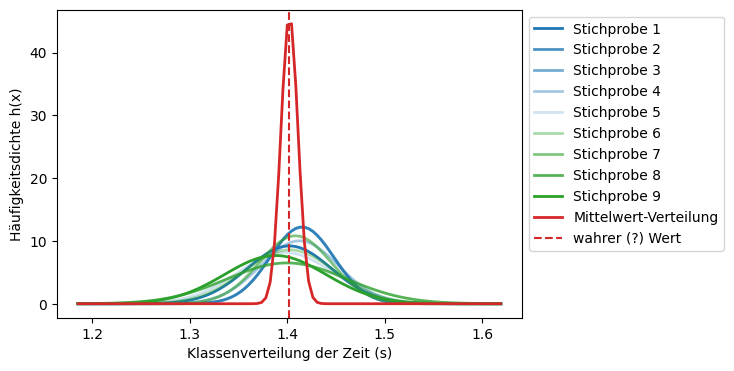 Häufigkeitsdichte h(x)
40
30
20
10
0
1.2 1.3 1.4 1.5 1.6
Klassenverteilung der Zeit (s)
Stichprobe 1
Stichprobe 2
Stichprobe 3
Stichprobe 4
Stichprobe 5
Stichprobe 6
Stichprobe 7
Stichprobe 8
Stichprobe 9
Mittelwert-Verteilung
wahrer (?) Wert